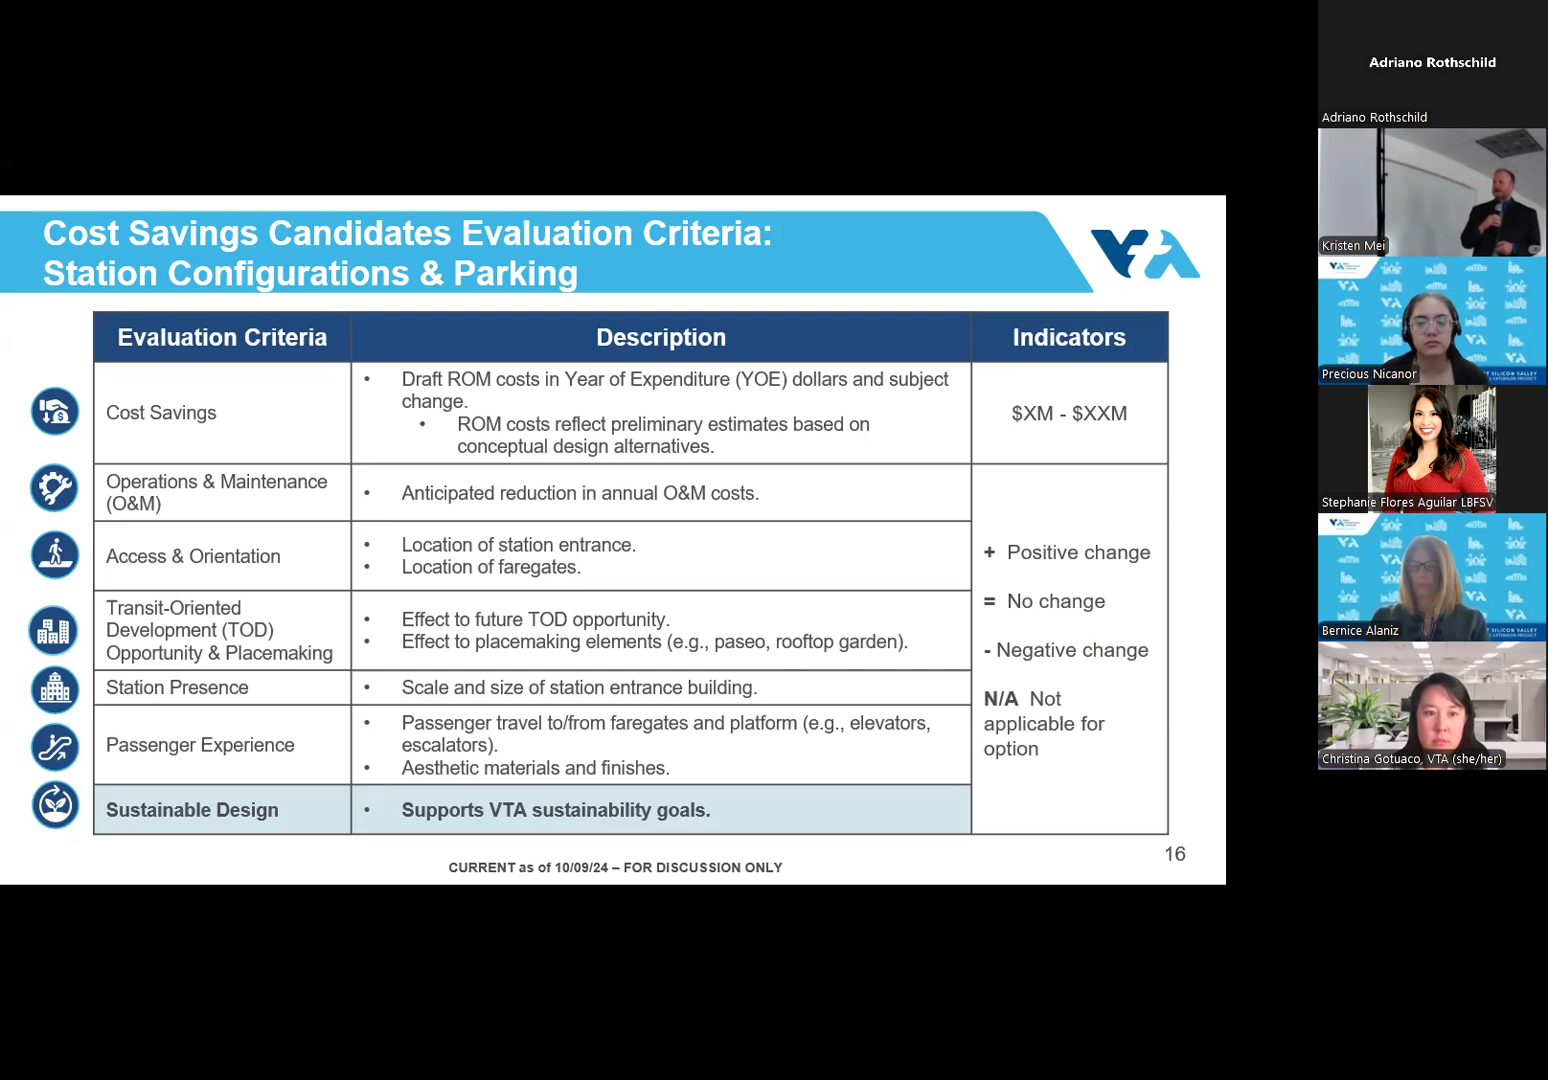 Cost Savings Candidates Evaluation Criteria:
Station Configurations & Parking
VTA
Evaluation Criteria
Description
Indicators
Cost Savings
• Draft ROM costs in Year of Expenditure (YOE) dollars and subject
change.
• ROM costs reflect preliminary estimates based on
conceptual design alternatives.
$XM - $XXM
Operations & Maintenance
(O&M)
• Anticipated reduction in annual O&M costs.
Access & Orientation
• Location of station entrance.
• Location of faregates.
Transit-Oriented
Development (TOD)
Opportunity & Placemaking
• Effect to future TOD opportunity.
• Effect to placemaking elements (e.g., paseo, rooftop garden).
Station Presence
• Scale and size of station entrance building.
Passenger Experience
• Passenger travel to/from faregates and platform (e.g., elevators,
escalators).
• Aesthetic materials and finishes.
Sustainable Design
• Supports VTA sustainability goals.
+ Positive change
= No change
- Negative change
N/A Not
applicable for
option
16
CURRENT as of 10/09/24 – FOR DISCUSSION ONLY
Adriano Rothschild
Adriano Rothschild
Kristen Mei
Precious Nicanor
Stephanie Flores Aguilar LBFSV
Bernice Alaniz
Christina Gotuaco, VTA (she/her)